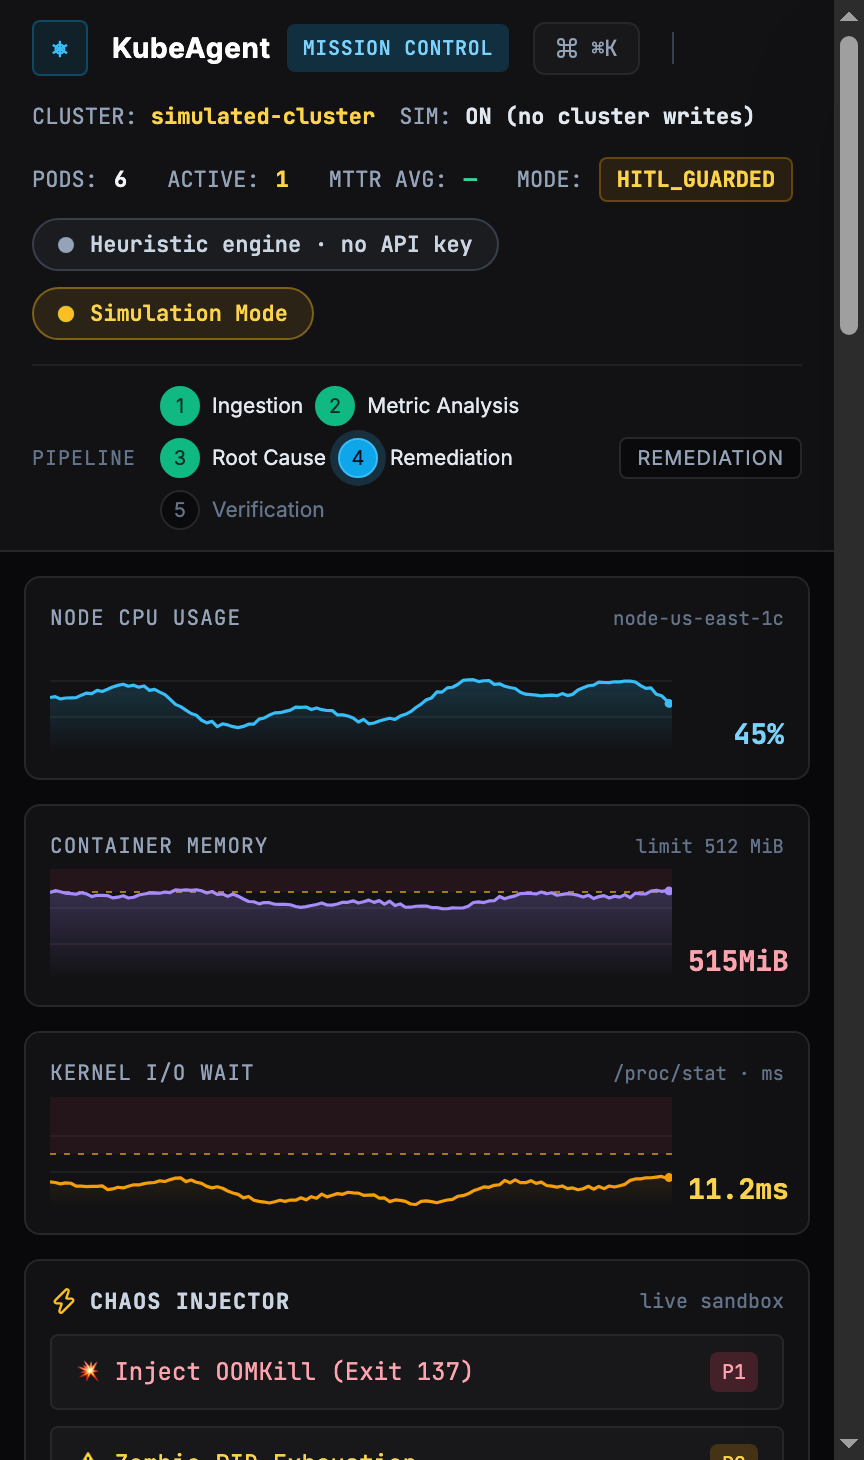 KubeAgent MISSION CONTROL ⌘ ⌘K
CLUSTER: simulated-cluster SIM: ON (no cluster writes)
PODS: 6 ACTIVE: 1 MTTR AVG: — MODE: HITL_GUARDED
Heuristic engine · no API key
Simulation Mode
1 Ingestion 2 Metric Analysis
PIPELINE 3 Root Cause 4 Remediation REMEDIATION
5 Verification
NODE CPU USAGE node-us-east-1c
45%
CONTAINER MEMORY limit 512 MiB
515MiB
KERNEL I/O WAIT /proc/stat · ms
11.2ms
CHAOS INJECTOR live sandbox
Inject OOMKill (Exit 137) P1